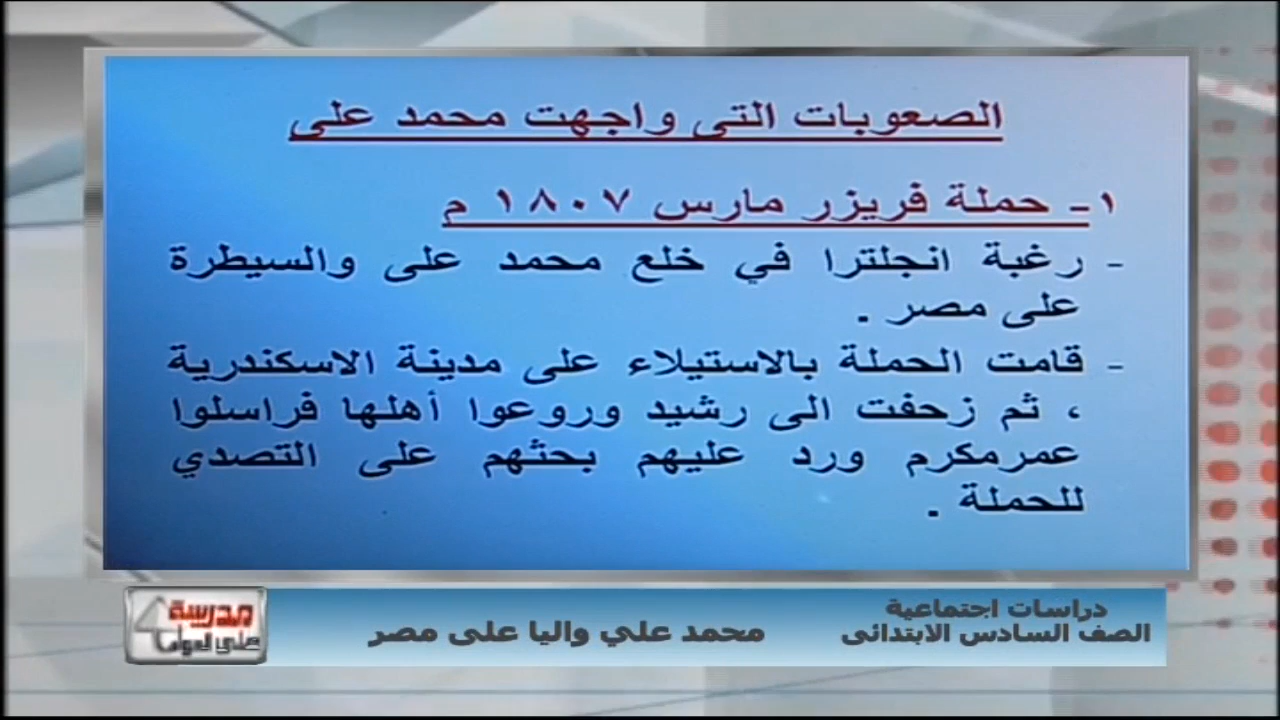 الصعوبات التى واجهت محمد على
١- حملة فريزر مارس ١٨٠٧ م
- رغبة انجلترا في خلع محمد على والسيطرة
على مصر .
- قامت الحملة بالاستيلاء على مدينة الاسكندرية
، ثم زحفت الى رشيد وروعوا أهلها فراسلوا
عمرمكرم ورد عليهم بحثهم على التصدي
للحملة .
دراسات اجتماعية
الصف السادس الابتدائى
محمد علي واليا على مصر
مدرسة
على الهواء